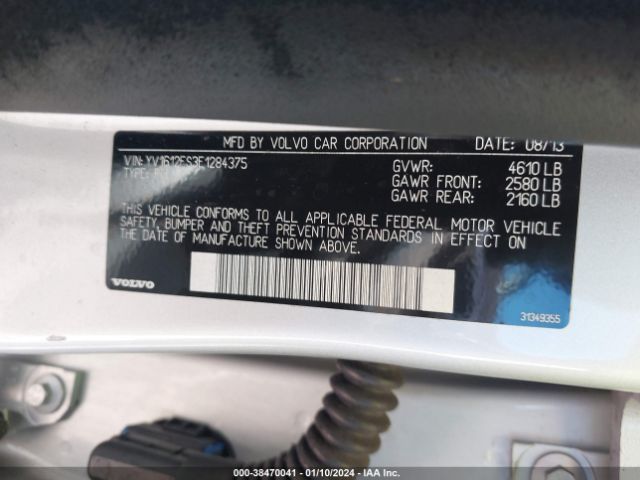 MFD BY VOLVO CAR CORPORATION DATE: 08/13
VIN: YV1612FS3E1284375
TYPE:
GVWR: 4610 LB
GAWR FRONT: 2580 LB
GAWR REAR: 2160 LB
THIS VEHICLE CONFORMS TO ALL APPLICABLE FEDERAL MOTOR VEHICLE
SAFETY, BUMPER AND THEFT PREVENTION STANDARDS IN EFFECT ON
THE DATE OF MANUFACTURE SHOWN ABOVE.
VOLVO
31349355
000-38470041 - 01/10/2024 - IAA Inc.